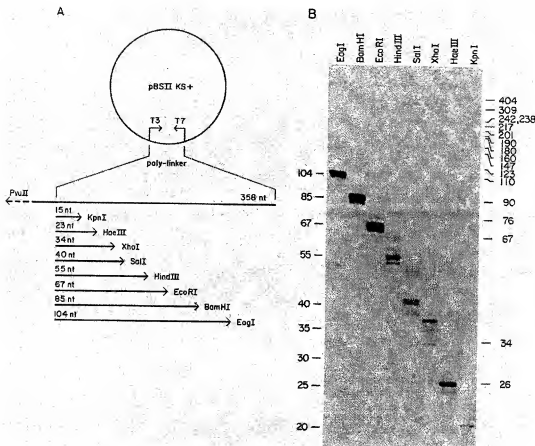 A
pBSII KS+
T3 T7
poly-linker
PvuII
358 nt
15 nt
KpnI
23 nt
HaeIII
34 nt
XhoI
40 nt
SalI
55 nt
HindIII
67 nt
EcoRI
85 nt
BamHI
104 nt
EagI
B
EagI
BamHI
EcoRI
HindIII
SalI
XhoI
HaeIII
KpnI
104
85
67
55
40
35
30
25
20
404
309
242,238
217
201
190
180
160
147
123
110
90
76
67
34
26